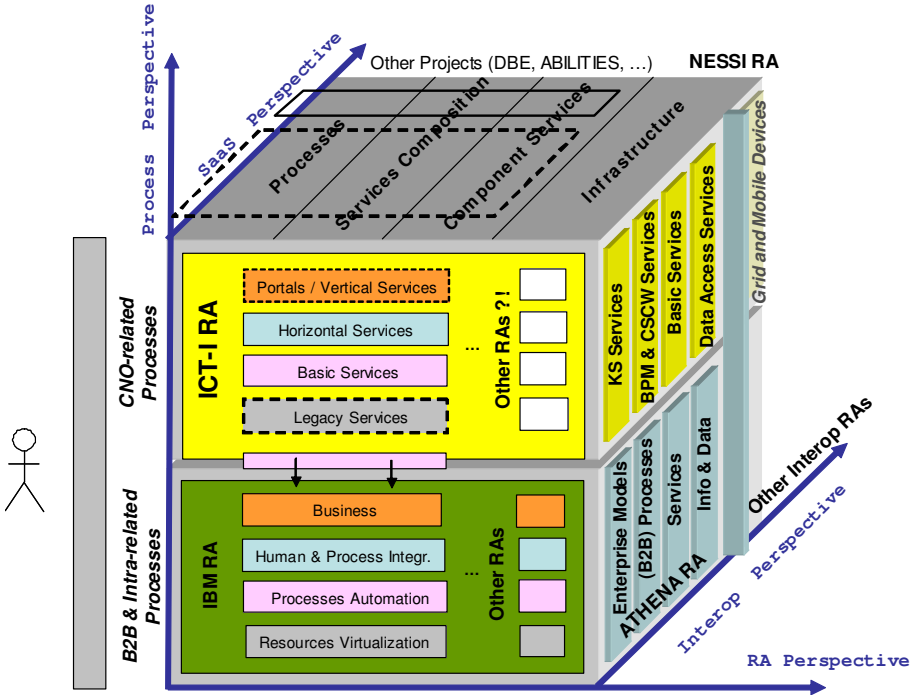 Other Projects (DBE, ABILITIES, …)
NESSI RA
Process Perspective
SaaS Perspective
Processes
Services Composition
Component Services
Infrastructure
CNO-related
Processes
ICT-I RA
Portals / Vertical Services
Horizontal Services
Basic Services
Legacy Services
...
Other RAs ?!
KS Services
BPM & CSCW Services
Basic Services
Data Access Services
Grid and Mobile Devices
B2B & Intra-related
Processes
IBM RA
Business
Human & Process Integr.
Processes Automation
Resources Virtualization
...
Other RAs
Enterprise Models
(B2B) Processes
Services
Info & Data
ATHENA RA
Other Interop RAs
Interop Perspective
RA Perspective